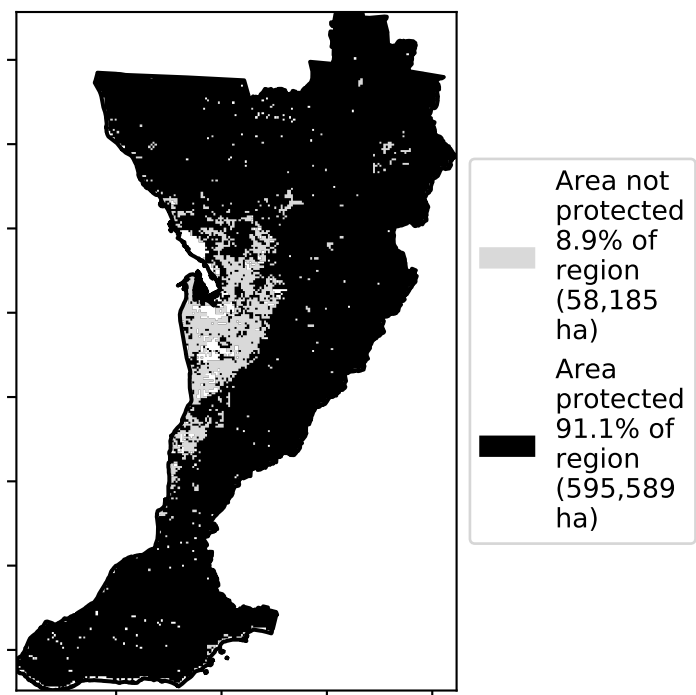 Area not
protected
8.9% of
region
(58,185
ha)
Area
protected
91.1% of
region
(595,589
ha)